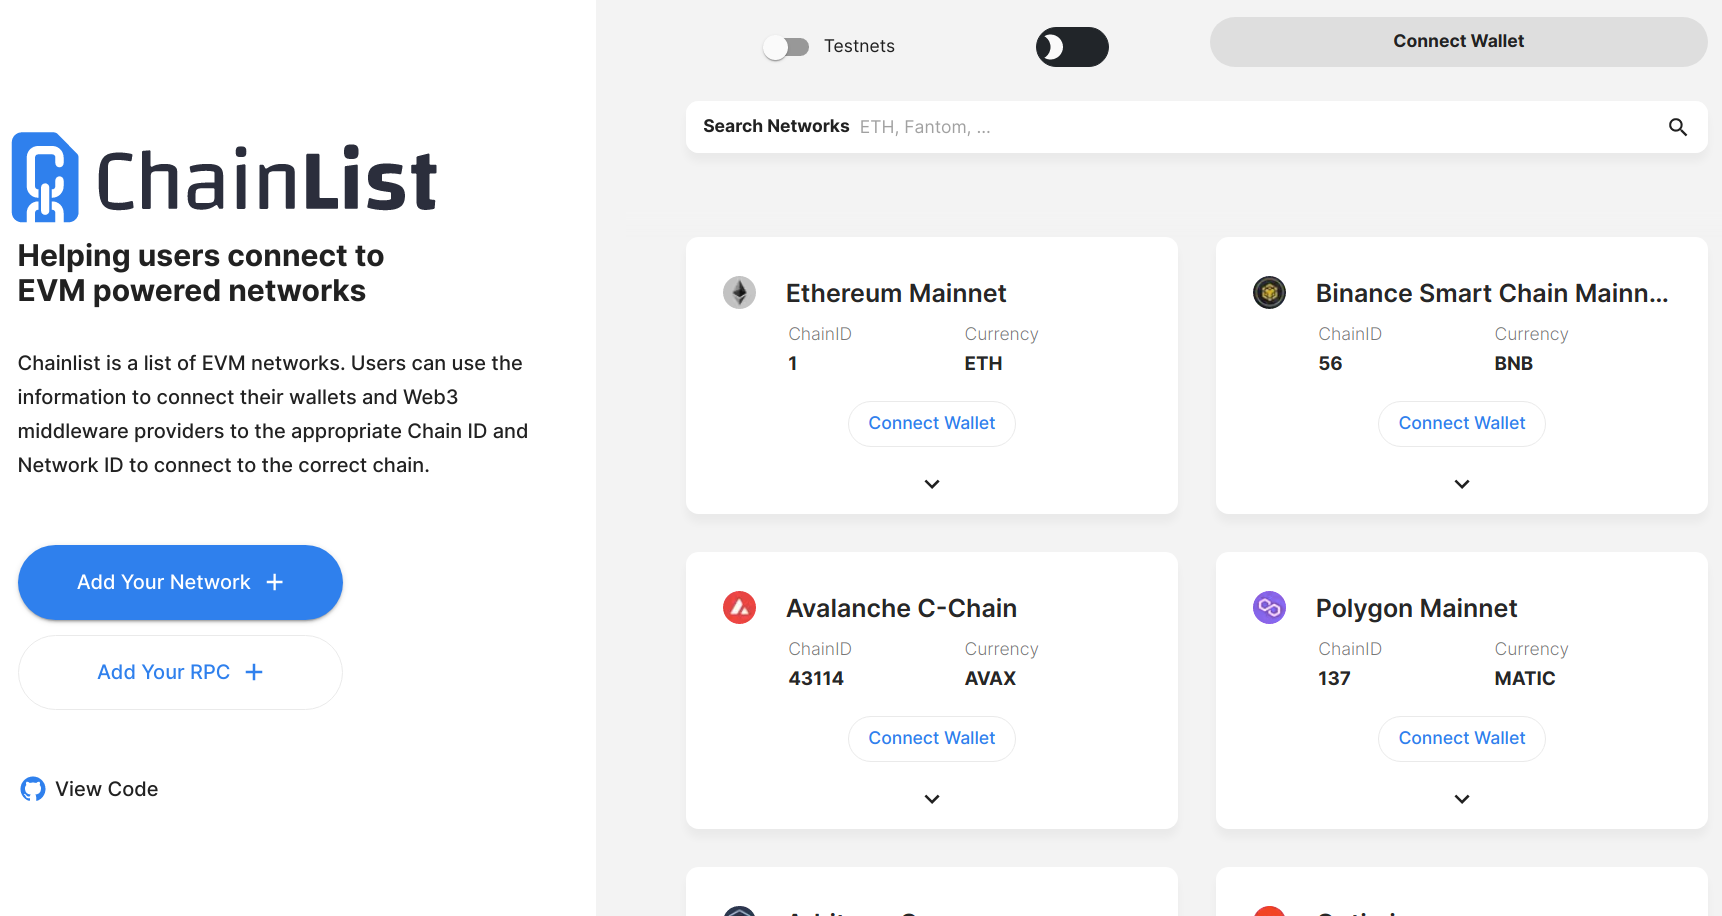 ChainList
Helping users connect to
EVM powered networks
Chainlist is a list of EVM networks. Users can use the
information to connect their wallets and Web3
middleware providers to the appropriate Chain ID and
Network ID to connect to the correct chain.
Add Your Network +
Add Your RPC +
View Code
Testnets
Connect Wallet
Search Networks ETH, Fantom, ...
Ethereum Mainnet
ChainID Currency
1 ETH
Connect Wallet
Binance Smart Chain Mainn...
ChainID Currency
56 BNB
Connect Wallet
Avalanche C-Chain
ChainID Currency
43114 AVAX
Connect Wallet
Polygon Mainnet
ChainID Currency
137 MATIC
Connect Wallet